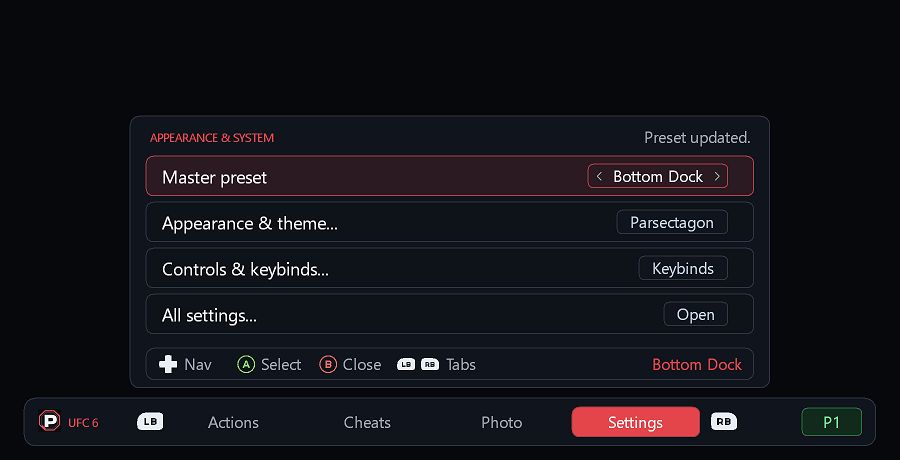 APPEARANCE & SYSTEM Preset updated.
Master preset < Bottom Dock >
Appearance & theme... Parsectagon
Controls & keybinds... Keybinds
All settings... Open
Nav A Select B Close LB RB Tabs Bottom Dock
P UFC 6 LB Actions Cheats Photo Settings RB P1